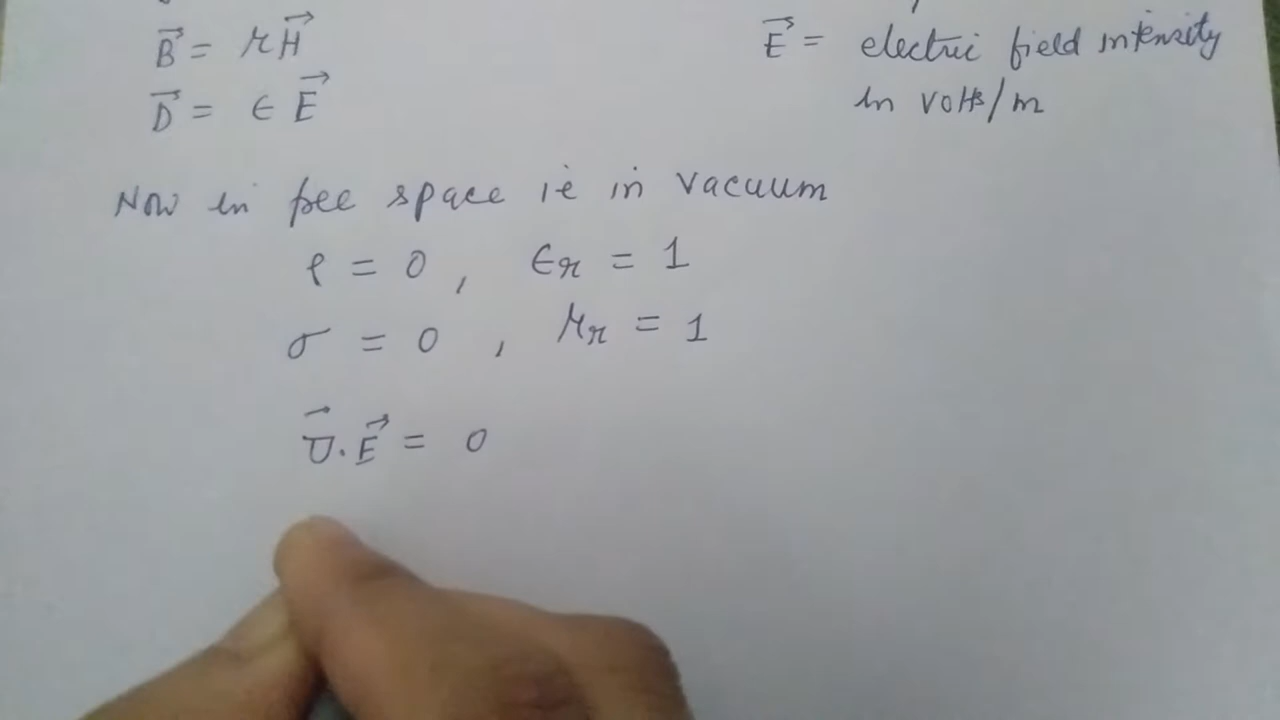 B⃗ = μH⃗
D⃗ = ϵ E⃗
E⃗ = electric field intensity
in volts/m
Now in free space ie in vacuum
ρ = 0 , ϵr = 1
σ = 0 , μr = 1
∇⃗.E⃗ = 0